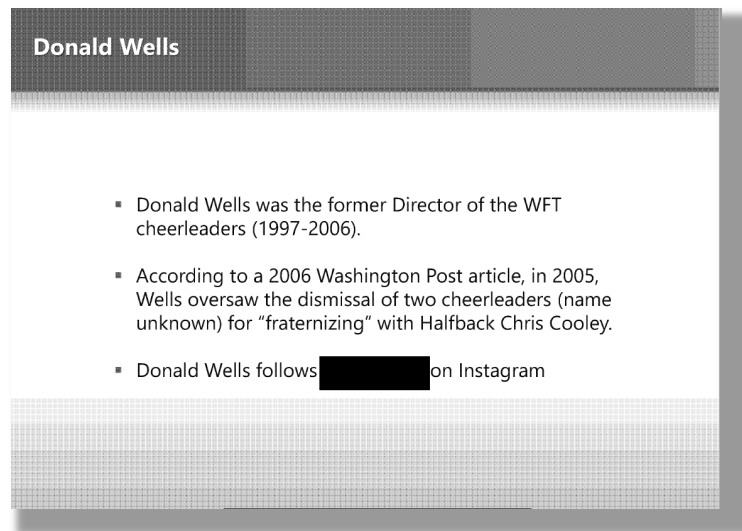 Donald Wells
▪ Donald Wells was the former Director of the WFT
cheerleaders (1997-2006).
▪ According to a 2006 Washington Post article, in 2005,
Wells oversaw the dismissal of two cheerleaders (name
unknown) for “fraternizing” with Halfback Chris Cooley.
▪ Donald Wells follows on Instagram